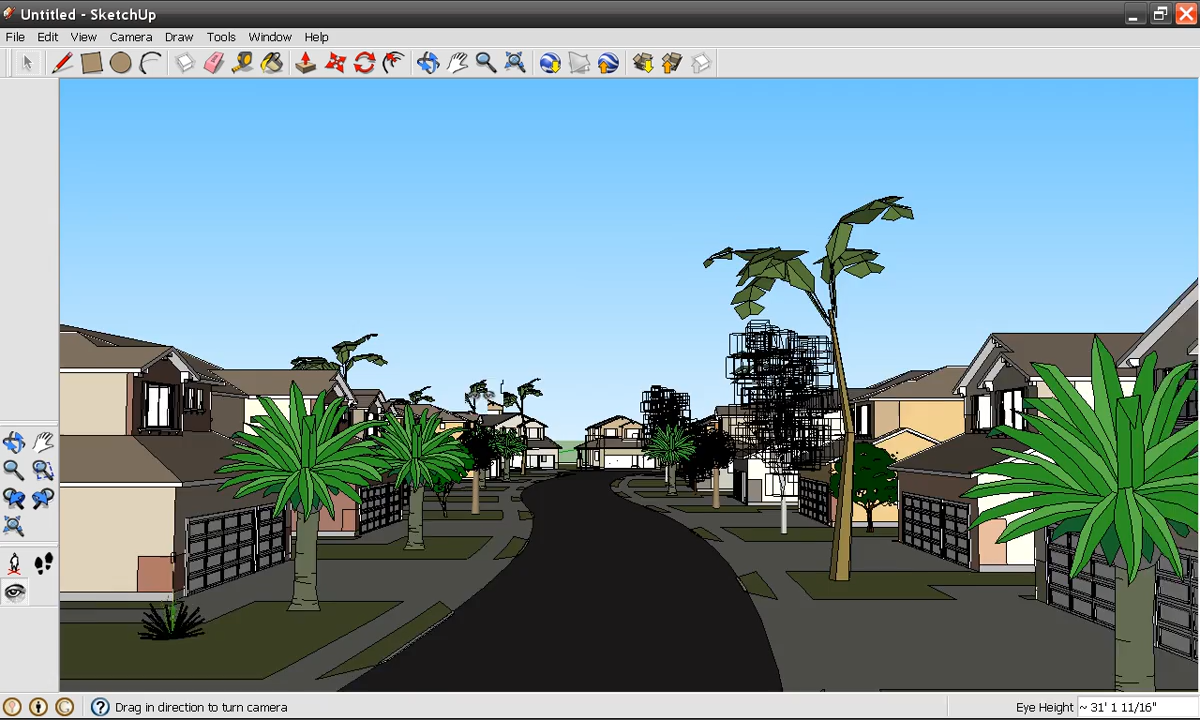 Untitled - SketchUp
File Edit View Camera Draw Tools Window Help
Drag in direction to turn camera
Eye Height ~ 31' 1 11/16"